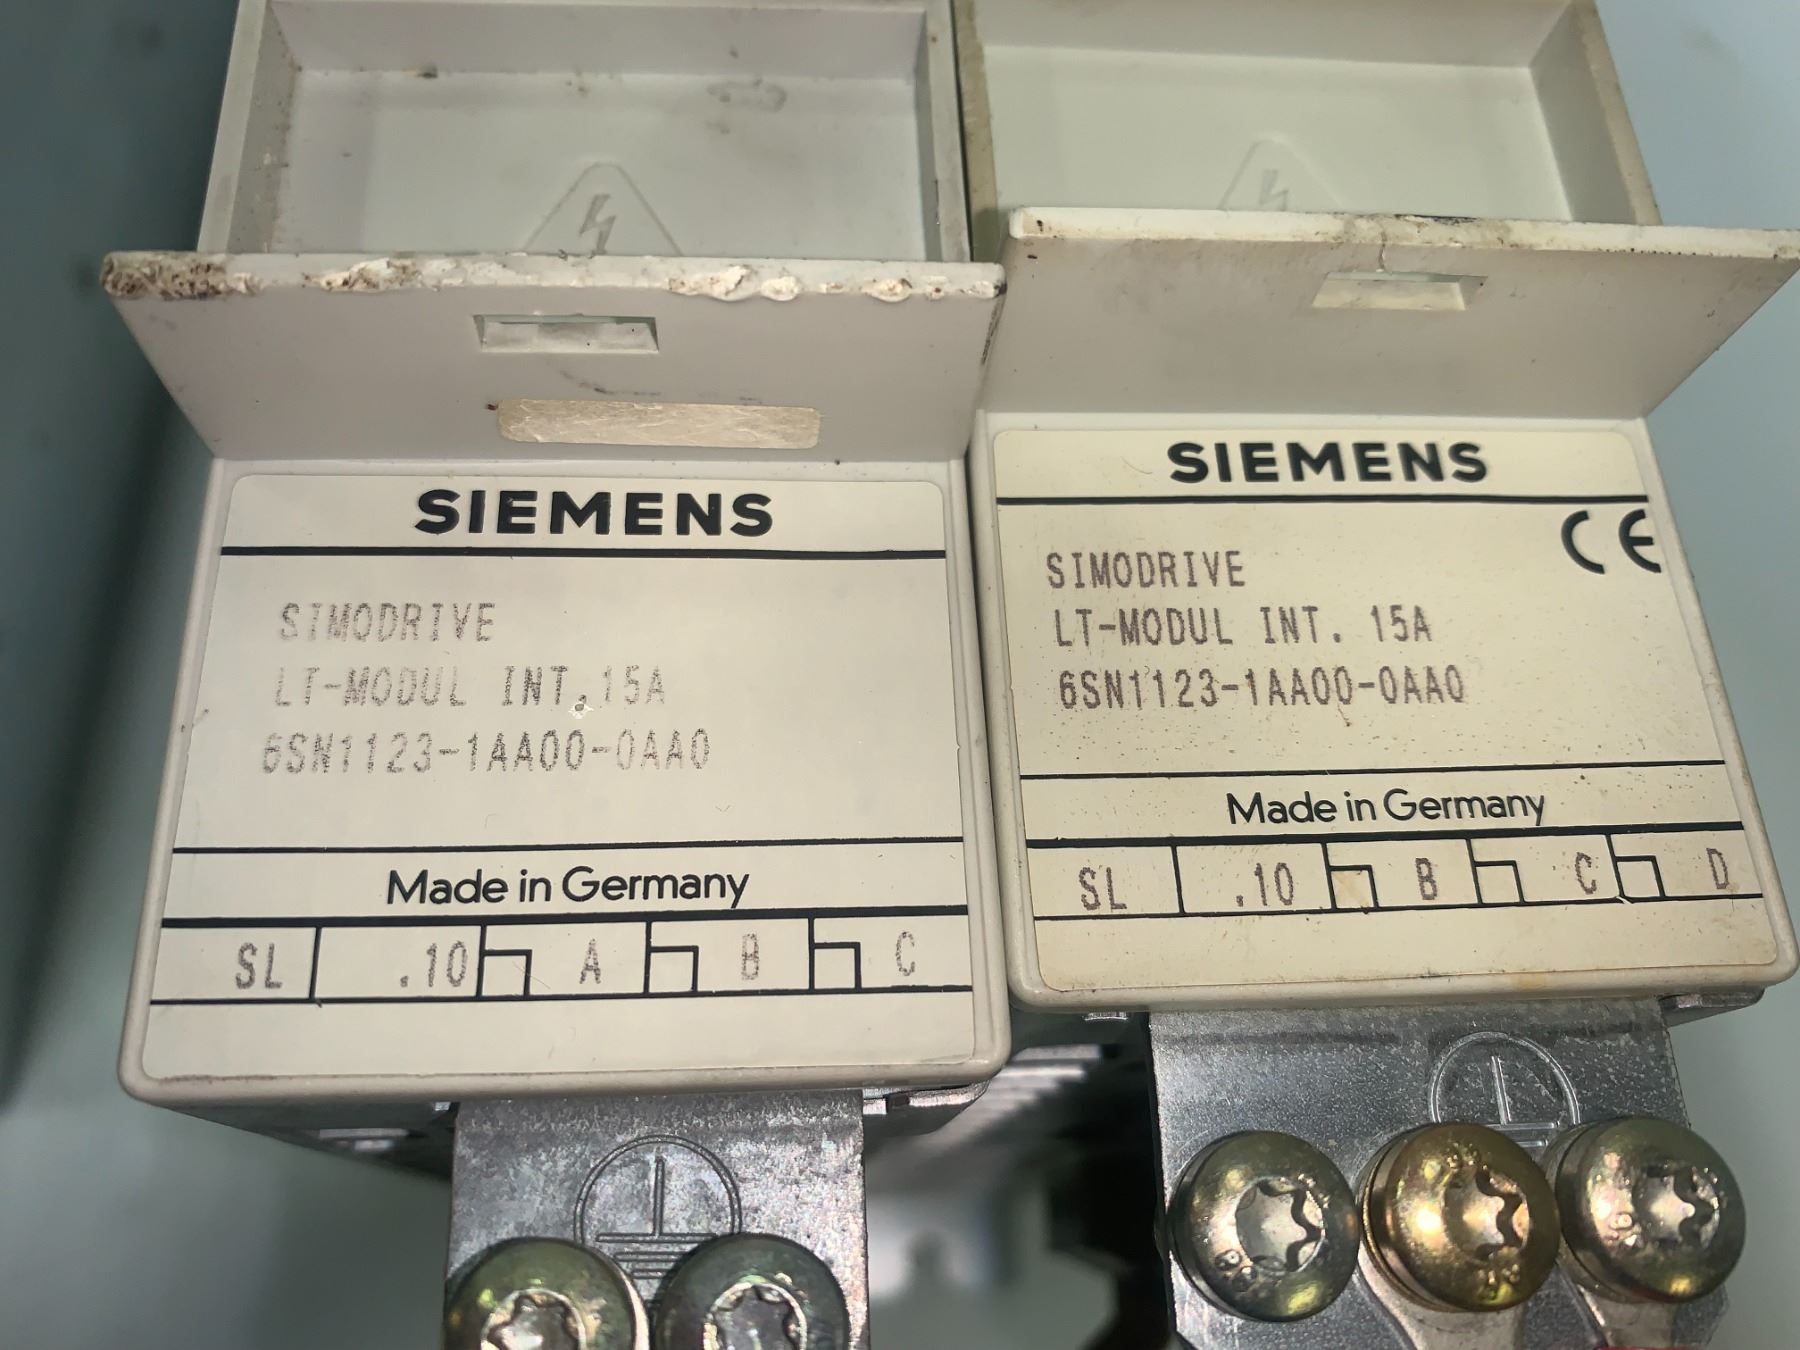 SIEMENS
SIMODRIVE
LT-MODUL INT. 15A
6SN1123-1AA00-0AA0
Made in Germany
SL .10 A B C
SIEMENS
CE
SIMODRIVE
LT-MODUL INT. 15A
6SN1123-1AA00-0AA0
Made in Germany
SL .10 B C D